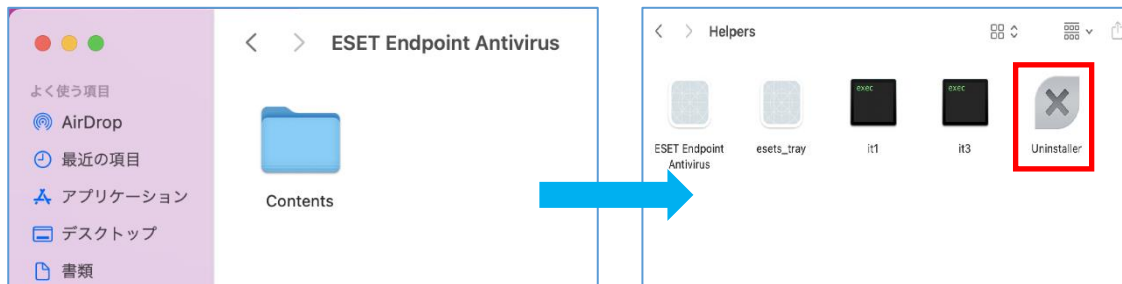 ESET Endpoint Antivirus
よく使う項目
AirDrop
最近の項目
アプリケーション
デスクトップ
書類
Contents
Helpers
exec
exec
ESET Endpoint
Antivirus
esets_tray
it1
it3
Uninstaller